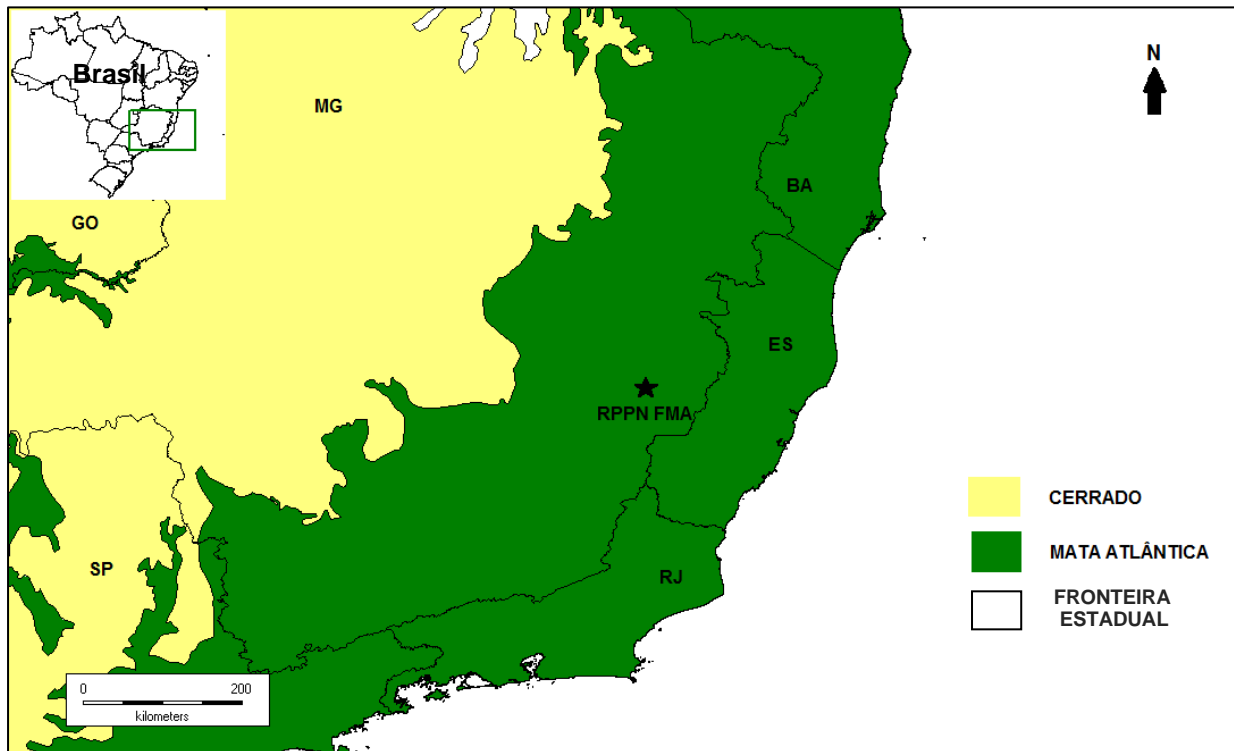 Brasil
N
MG
BA
GO
ES
RPPN FMA
CERRADO
MATA ATLÂNTICA
SP
RJ
FRONTEIRA
ESTADUAL
0 200
kilometers